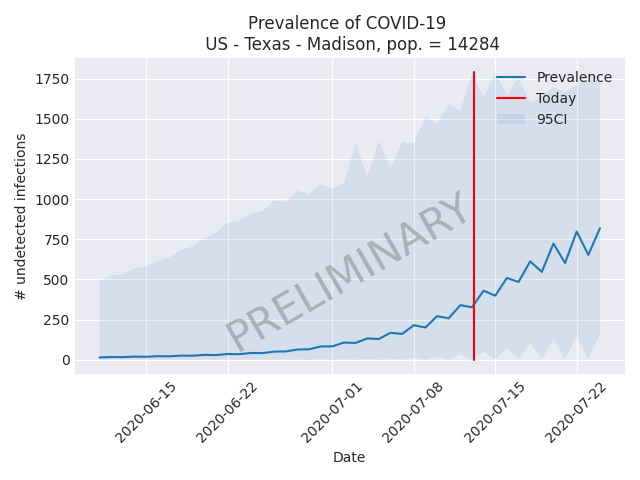 Prevalence of COVID-19
US - Texas - Madison, pop. = 14284
# undetected infections
1750
1500
1250
1000
750
500
250
0
Prevalence
Today
95CI
PRELIMINARY
2020-06-15
2020-06-22
2020-07-01
2020-07-08
2020-07-15
2020-07-22
Date